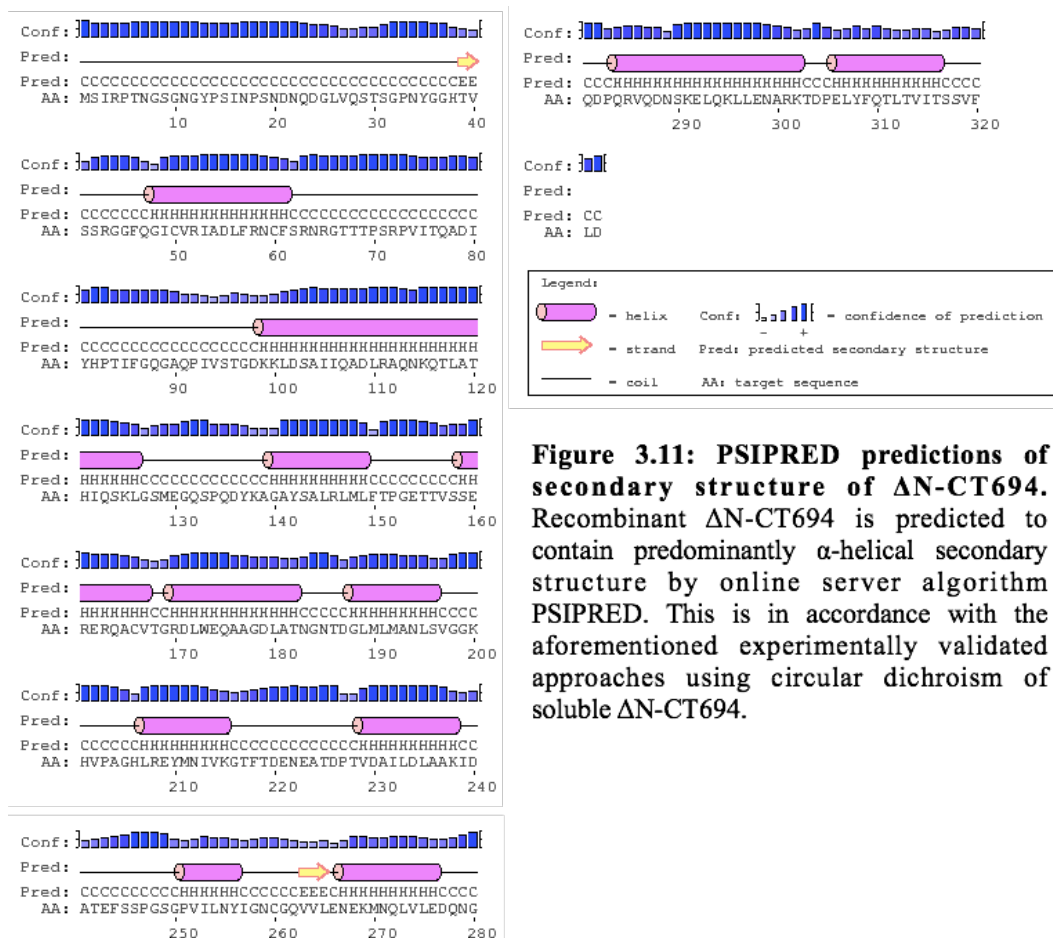 Conf:
Pred:
Pred: CCCCCCCCCCCCCCCCCCCCCCCCCCCCCCCCCCCCCCEE
AA: MSIRPTNGSGNGYPSINPSNDNQDGLVQSTSGPNYGGHTV
10 20 30 40
Conf:
Pred:
Pred: CCCCCCCHHHHHHHHHHHHHHCCCCCCCCCCCCCCCCCCC
AA: SSRGGFQGICVRIADLFRNCFSRNRGTTTPSRPVITQADI
50 60 70 80
Conf:
Pred:
Pred: CCCCCCCCCCCCCCCCCCHHHHHHHHHHHHHHHHHHHHHH
AA: YHPTIFGQGAQPIVSTGDKKLDSAIIQADLRAQNKQTLAT
90 100 110 120
Conf:
Pred:
Pred: HHHHHHCCCCCCCCCCCCCHHHHHHHHHHCCCCCCCCCHH
AA: HIQSKLGSMEGQSPQDYKAGAYSALRLMLFTPGETTVSSE
130 140 150 160
Conf:
Pred:
Pred: HHHHHHHCCHHHHHHHHHHHHHCCCCCHHHHHHHHHCCCC
AA: RERQACVTGRDLWEQAAGDLATNGNTDGLMLMANLSVGGK
170 180 190 200
Conf:
Pred:
Pred: CCCCCCHHHHHHHHHCCCCCCCCCCCCCHHHHHHHHHHCC
AA: HVPAGHLREYMNIVKGTFTDENEATDPTVDAILDLAAKID
210 220 230 240
Conf:
Pred:
Pred: CCCCCCCCCCHHHHHHCCCCCCEEECHHHHHHHHHHCCCC
AA: ATEFSSPGSGPVILNYIGNCGQVVLENEKMNQLVLEDQNG
250 260 270 280
Conf:
Pred:
Pred: CCCHHHHHHHHHHHHHHHHHHHCCCHHHHHHHHHHHCCCC
AA: QDPQRVQDNSKELQKLLENARKTDPELYFQTLTVITSSVF
290 300 310 320
Conf:
Pred:
Pred: CC
AA: LD
Legend:
= helix Conf: - + = confidence of prediction
= strand Pred: predicted secondary structure
= coil AA: target sequence
Figure 3.11: PSIPRED predictions of
secondary structure of ΔN-CT694.
Recombinant ΔN-CT694 is predicted to
contain predominantly α-helical secondary
structure by online server algorithm
PSIPRED. This is in accordance with the
aforementioned experimentally validated
approaches using circular dichroism of
soluble ΔN-CT694.